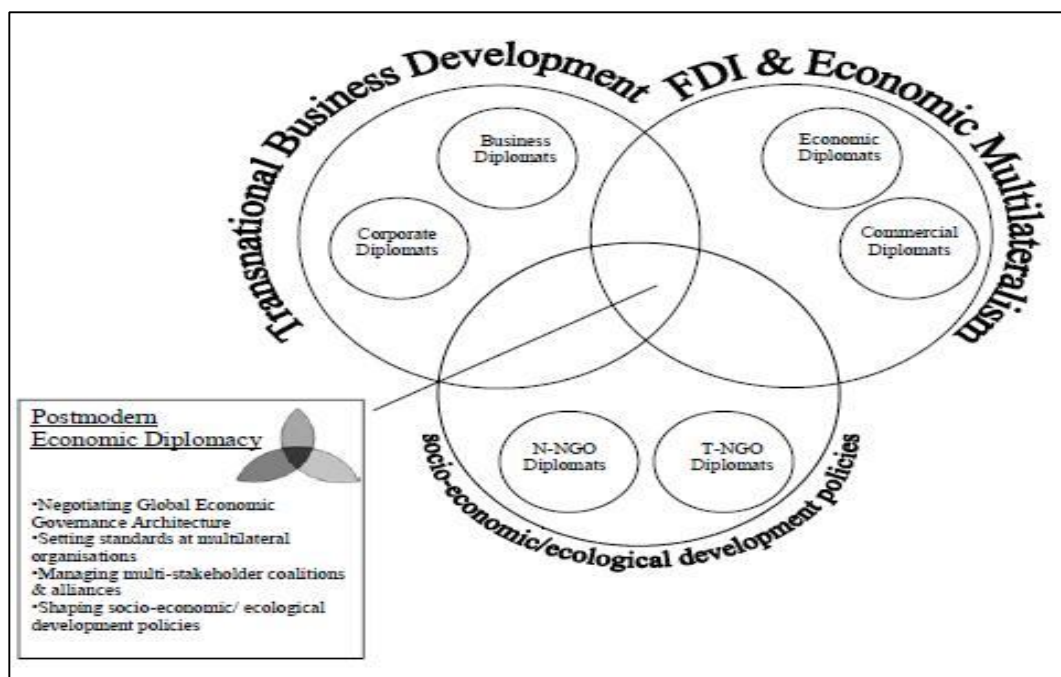 Transnational Business Development
FDI & Economic Multilateralism
Business
Diplomats
Economic
Diplomats
Corporate
Diplomats
Commercial
Diplomats
N-NGO
Diplomats
T-NGO
Diplomats
socio-economic/ecological development policies
Postmodern
Economic Diplomacy
•Negotiating Global Economic
Governance Architecture
•Setting standards at multilateral
organisations
•Managing multi-stakeholder coalitions
& alliances
•Shaping socio-economic/ ecological
development policies